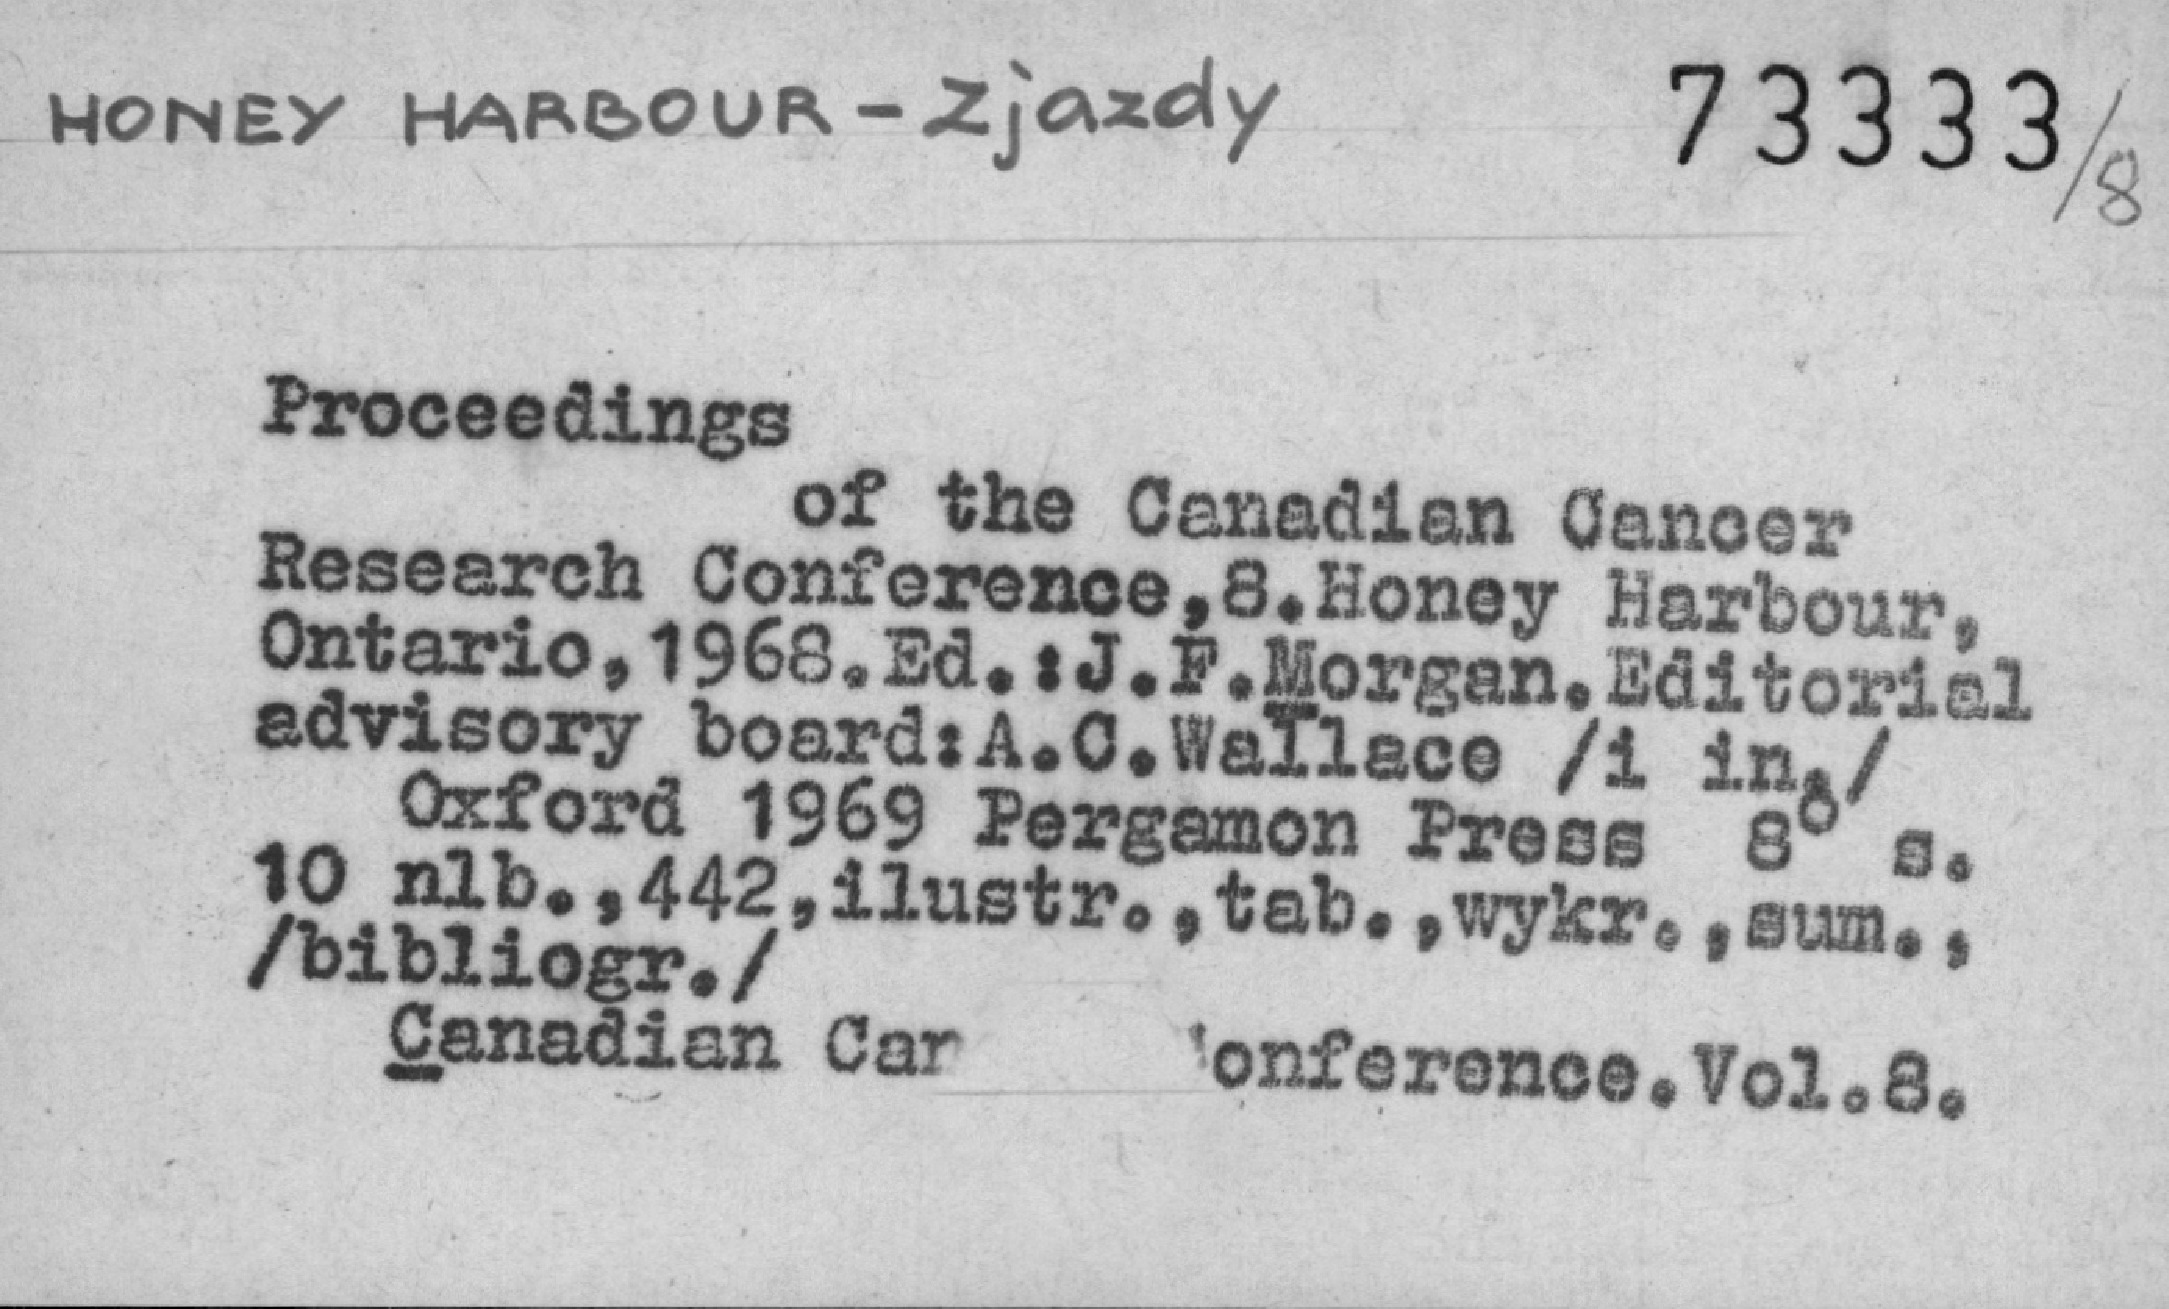 HONEY HARBOUR – Zjazdy 73333/8
Proceedings
of the Canadian Cancer
Research Conference,8.Honey Harbour,
Ontario,1968.Ed.:J.F.Morgan.Editorial
advisory board:A.C.Wallace /i in./
Oxford 1969 Pergamon Press 8° s.
10 nlb.,442,ilustr.,tab.,wykr.,sum.,
/bibliogr./
Canadian Can onference.Vol.8.